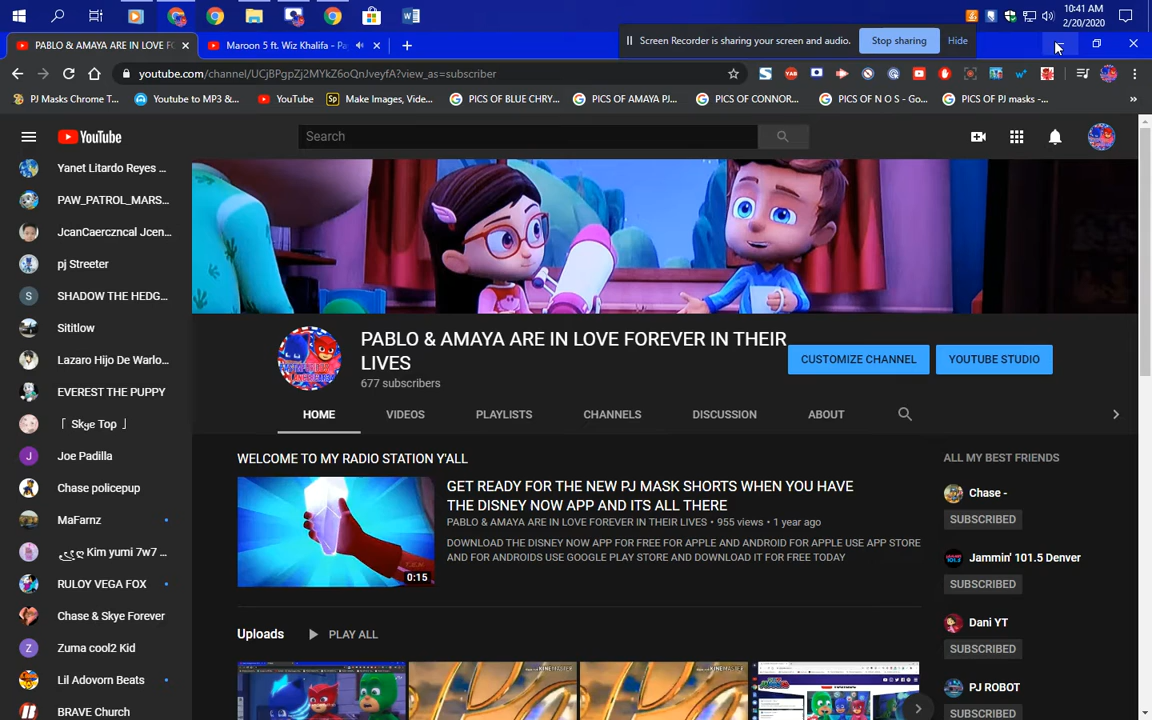 10:41 AM
2/20/2020
PABLO & AMAYA ARE IN LOVE F
Maroon 5 ft. Wiz Khalifa - Pa
Screen Recorder is sharing your screen and audio.
Stop sharing
Hide
youtube.com/channel/UCjBPgpZj2MYkZ6oQnJveyfA?view_as=subscriber
PJ Masks Chrome T...
Youtube to MP3 &...
YouTube
Make Images, Vide...
PICS OF BLUE CHRY...
PICS OF AMAYA PJ...
PICS OF CONNOR...
PICS OF N O S - Go...
PICS OF PJ masks -...
YouTube
Search
Yanet Litardo Reyes ...
PAW_PATROL_MARS...
JcanCaerczncal Jcen...
pj Streeter
SHADOW THE HEDG...
Sititlow
Lazaro Hijo De Warlo...
EVEREST THE PUPPY
「 Skye Top 」
Joe Padilla
Chase policepup
MaFarnz
Kim yumi 7w7 ...
RULOY VEGA FOX
Chase & Skye Forever
Zuma cool2 Kid
Lil Adovorn Beats
BRAVE Church
PABLO & AMAYA ARE IN LOVE FOREVER IN THEIR
LIVES
677 subscribers
CUSTOMIZE CHANNEL
YOUTUBE STUDIO
HOME
VIDEOS
PLAYLISTS
CHANNELS
DISCUSSION
ABOUT
WELCOME TO MY RADIO STATION Y'ALL
0:15
GET READY FOR THE NEW PJ MASK SHORTS WHEN YOU HAVE
THE DISNEY NOW APP AND ITS ALL THERE
PABLO & AMAYA ARE IN LOVE FOREVER IN THEIR LIVES • 955 views • 1 year ago
DOWNLOAD THE DISNEY NOW APP FOR FREE FOR APPLE AND ANDROID FOR APPLE USE APP STORE
AND FOR ANDROIDS USE GOOGLE PLAY STORE AND DOWNLOAD IT FOR FREE TODAY
Uploads
PLAY ALL
ALL MY BEST FRIENDS
Chase -
SUBSCRIBED
Jammin' 101.5 Denver
SUBSCRIBED
Dani YT
SUBSCRIBED
PJ ROBOT
SUBSCRIBED